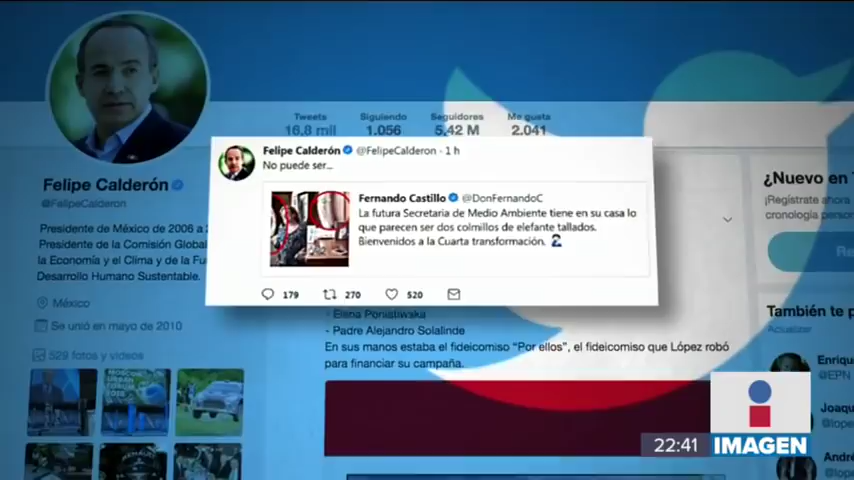 Tweets
Siguiendo
Seguidores
Me gusta
16,8 mil
1.056
5,42 M
2.041
Felipe Calderón @FelipeCalderon · 1 h
No puede ser...
Fernando Castillo @DonFernandoC
La futura Secretaria de Medio Ambiente tiene en su casa lo
que parecen ser dos colmillos de elefante tallados.
Bienvenidos a la Cuarta transformación.
179
270
520
Felipe Calderón
@FelipeCalderon
Presidente de México de 2006 a
Presidente de la Comisión Global
la Economía y el Clima y de la Fu
Desarrollo Humano Sustentable.
México
Se unió en mayo de 2010
529 fotos y videos
- Elena Poniatiwaka
- Padre Alejandro Solalinde
En sus manos estaba el fideicomiso "Por ellos", el fideicomiso que López robó
para financiar su campaña.
¿Nuevo en
¡Regístrate ahora
cronología person
Re
También te p
Actualizar
Enriqu
@EPN
Joaqu
@lope
André
@lope
22:41
IMAGEN